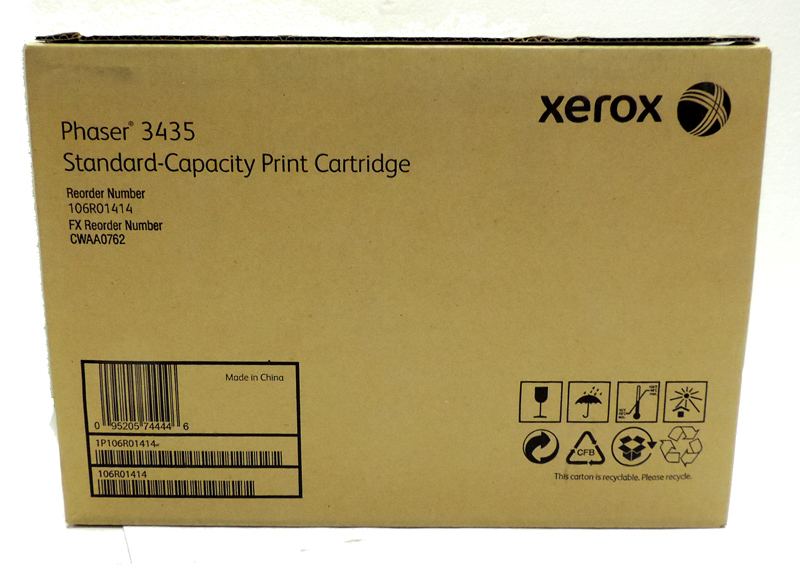 xerox
Phaser® 3435
Standard-Capacity Print Cartridge
Reorder Number
106R01414
FX Reorder Number
CWAA0762
Made in China
0 95205 74444 6
1P106R01414
106R01414
CFB
This carton is recyclable. Please recycle.